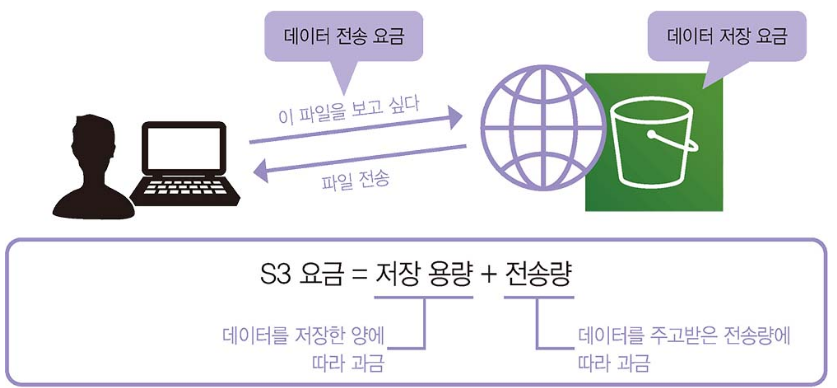 데이터 전송 요금
데이터 저장 요금
이 파일을 보고 싶다
파일 전송
S3 요금 = 저장 용량 + 전송량
데이터를 저장한 양에
따라 과금
데이터를 주고받은 전송량에
따라 과금